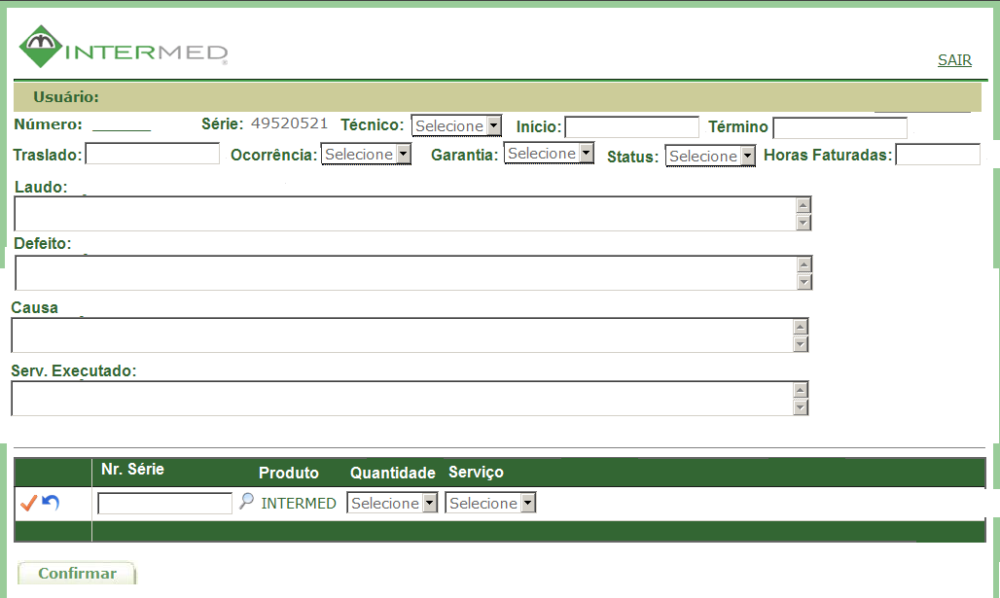 INTERMED®
SAIR
Usuário:
Número: ______ Série: 49520521 Técnico: Selecione Início: Término
Traslado: Ocorrência: Selecione Garantia: Selecione Status: Selecione Horas Faturadas:
Laudo:
Defeito:
Causa
Serv. Executado:
Nr. Série Produto Quantidade Serviço
INTERMED Selecione Selecione
Confirmar